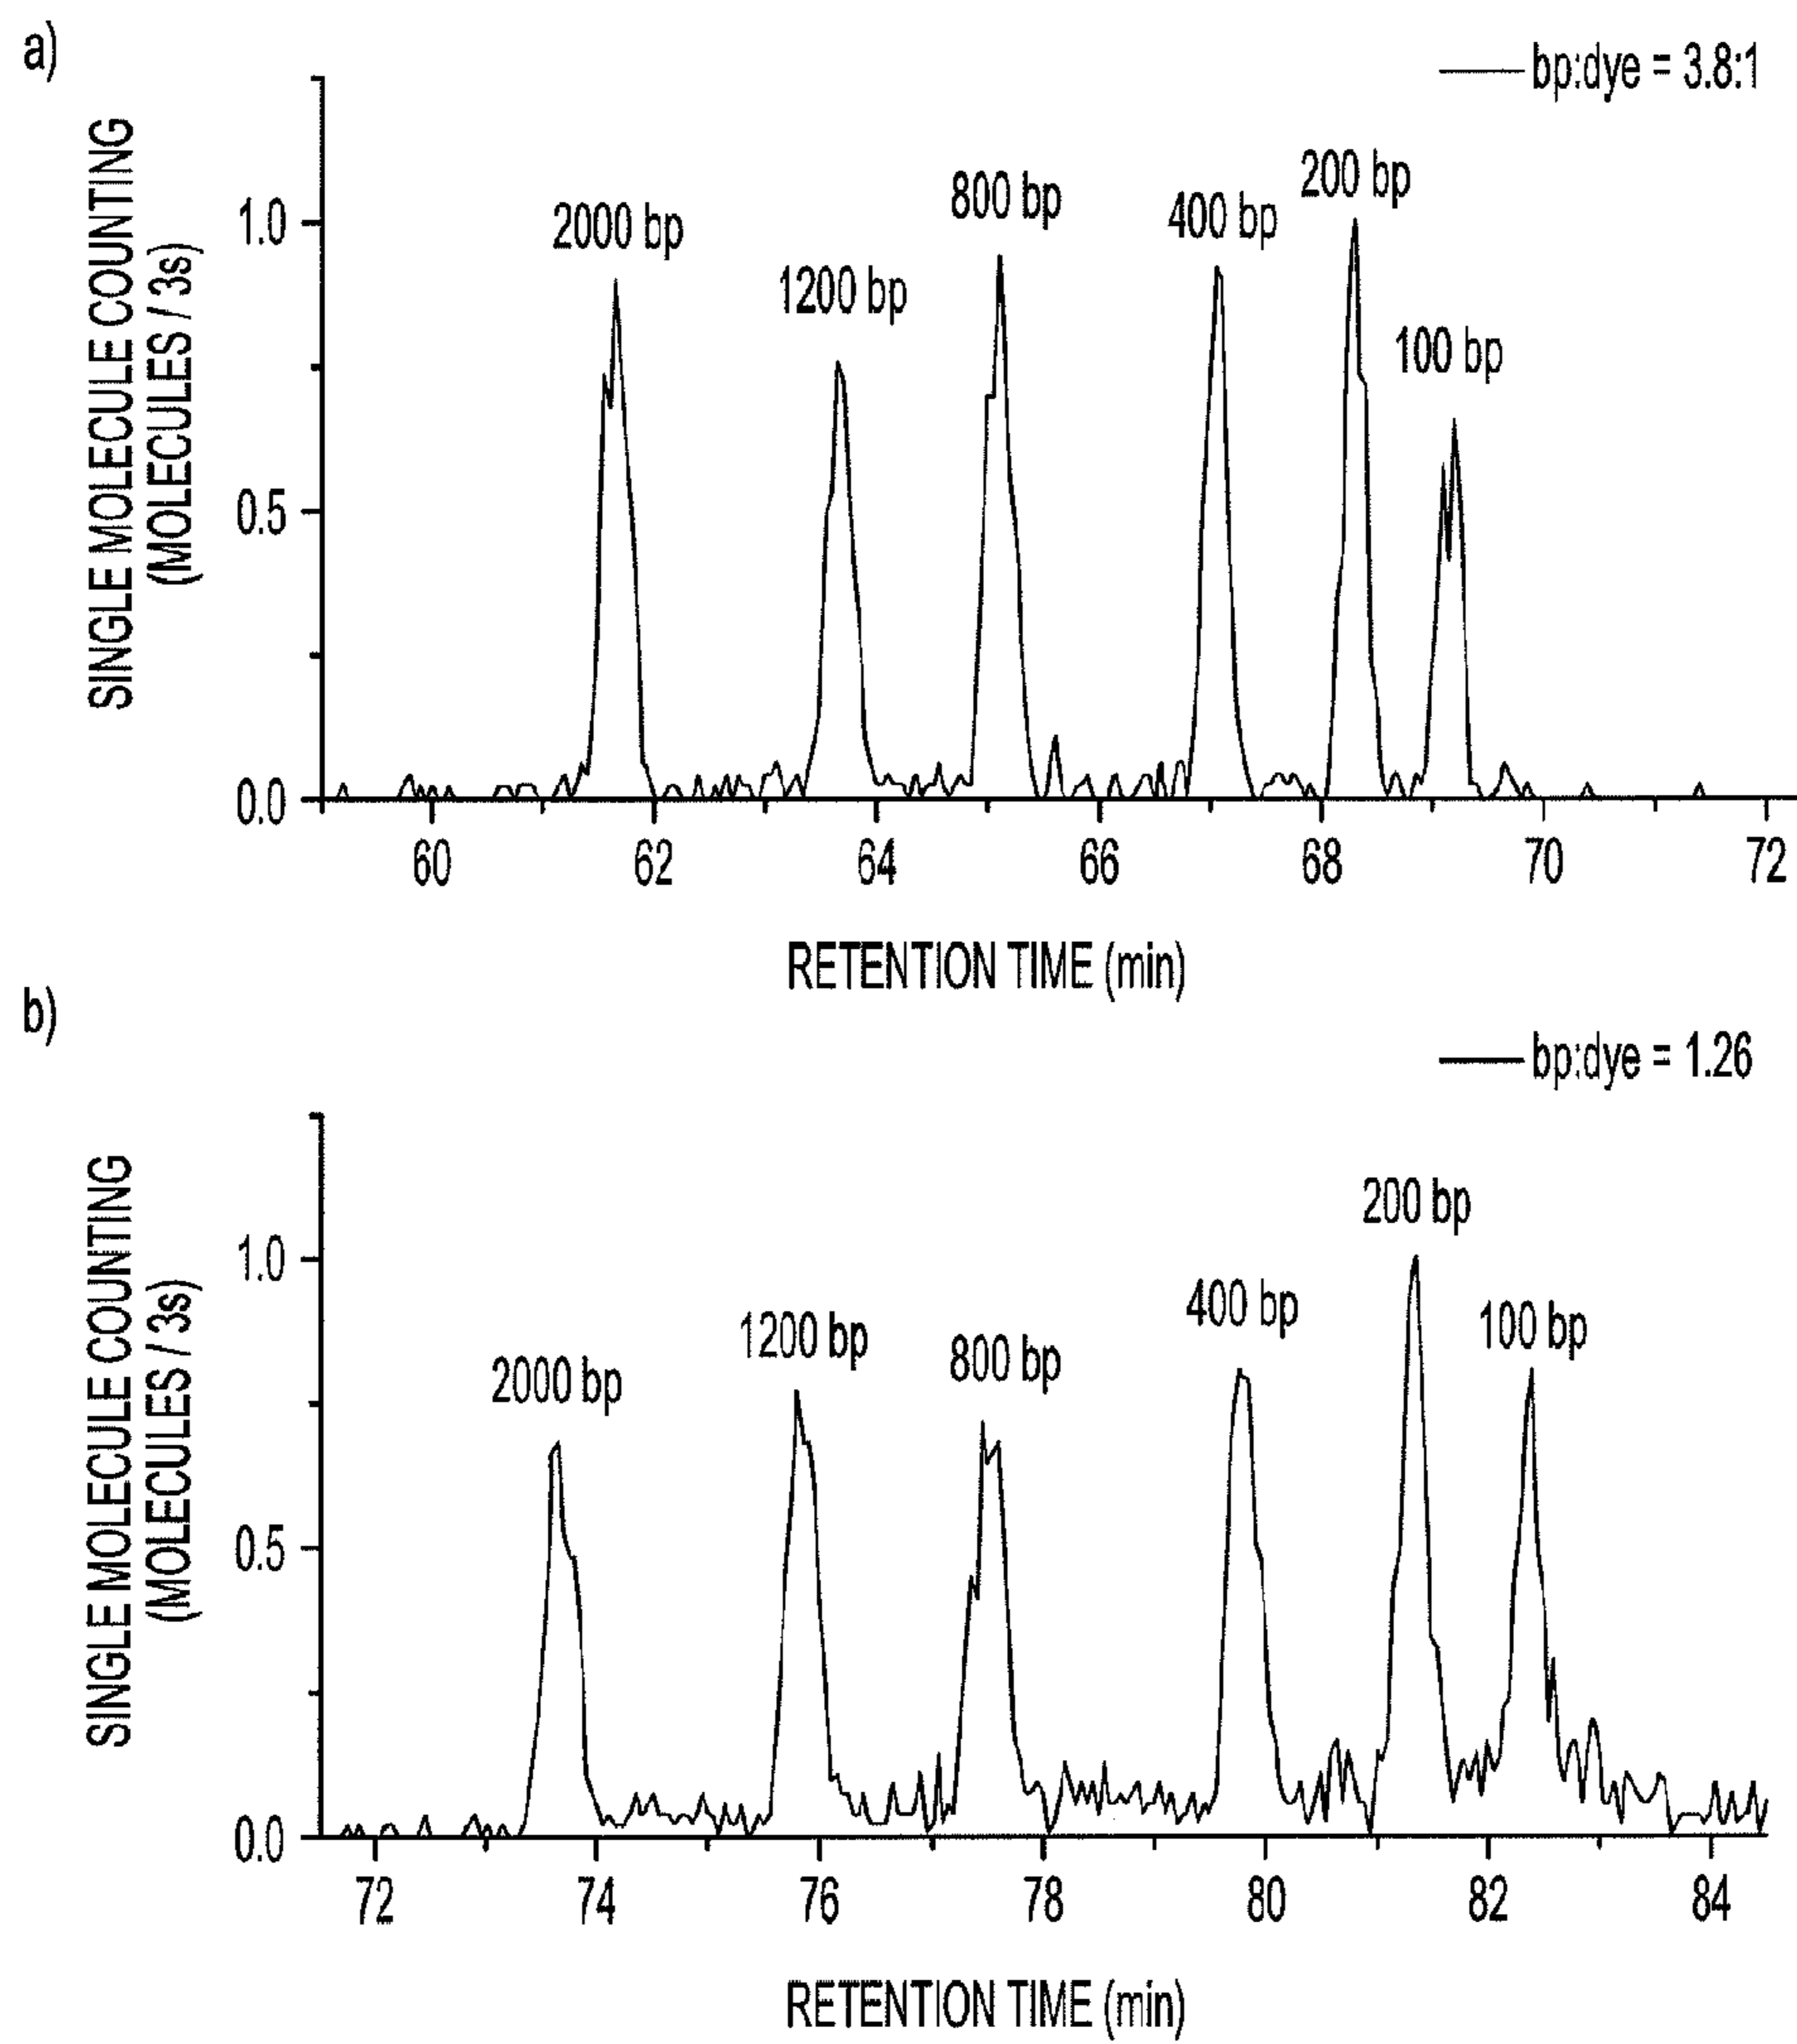 a)
bp:dye = 3.8:1
SINGLE MOLECULE COUNTING
(MOLECULES / 3s)
1.0
0.5
0.0
2000 bp
1200 bp
800 bp
400 bp
200 bp
100 bp
60 62 64 66 68 70 72
RETENTION TIME (min)
b)
bp:dye = 1.26
SINGLE MOLECULE COUNTING
(MOLECULES / 3s)
1.0
0.5
0.0
2000 bp
1200 bp
800 bp
400 bp
200 bp
100 bp
72 74 76 78 80 82 84
RETENTION TIME (min)